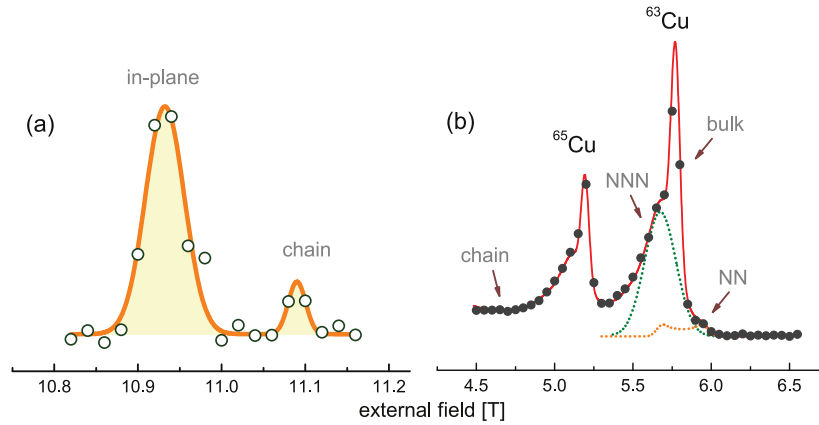 (a)
in-plane
chain
10.8 10.9 11.0 11.1 11.2
(b)
⁶³Cu
⁶⁵Cu
bulk
NNN
chain
NN
4.5 5.0 5.5 6.0 6.5
external field [T]